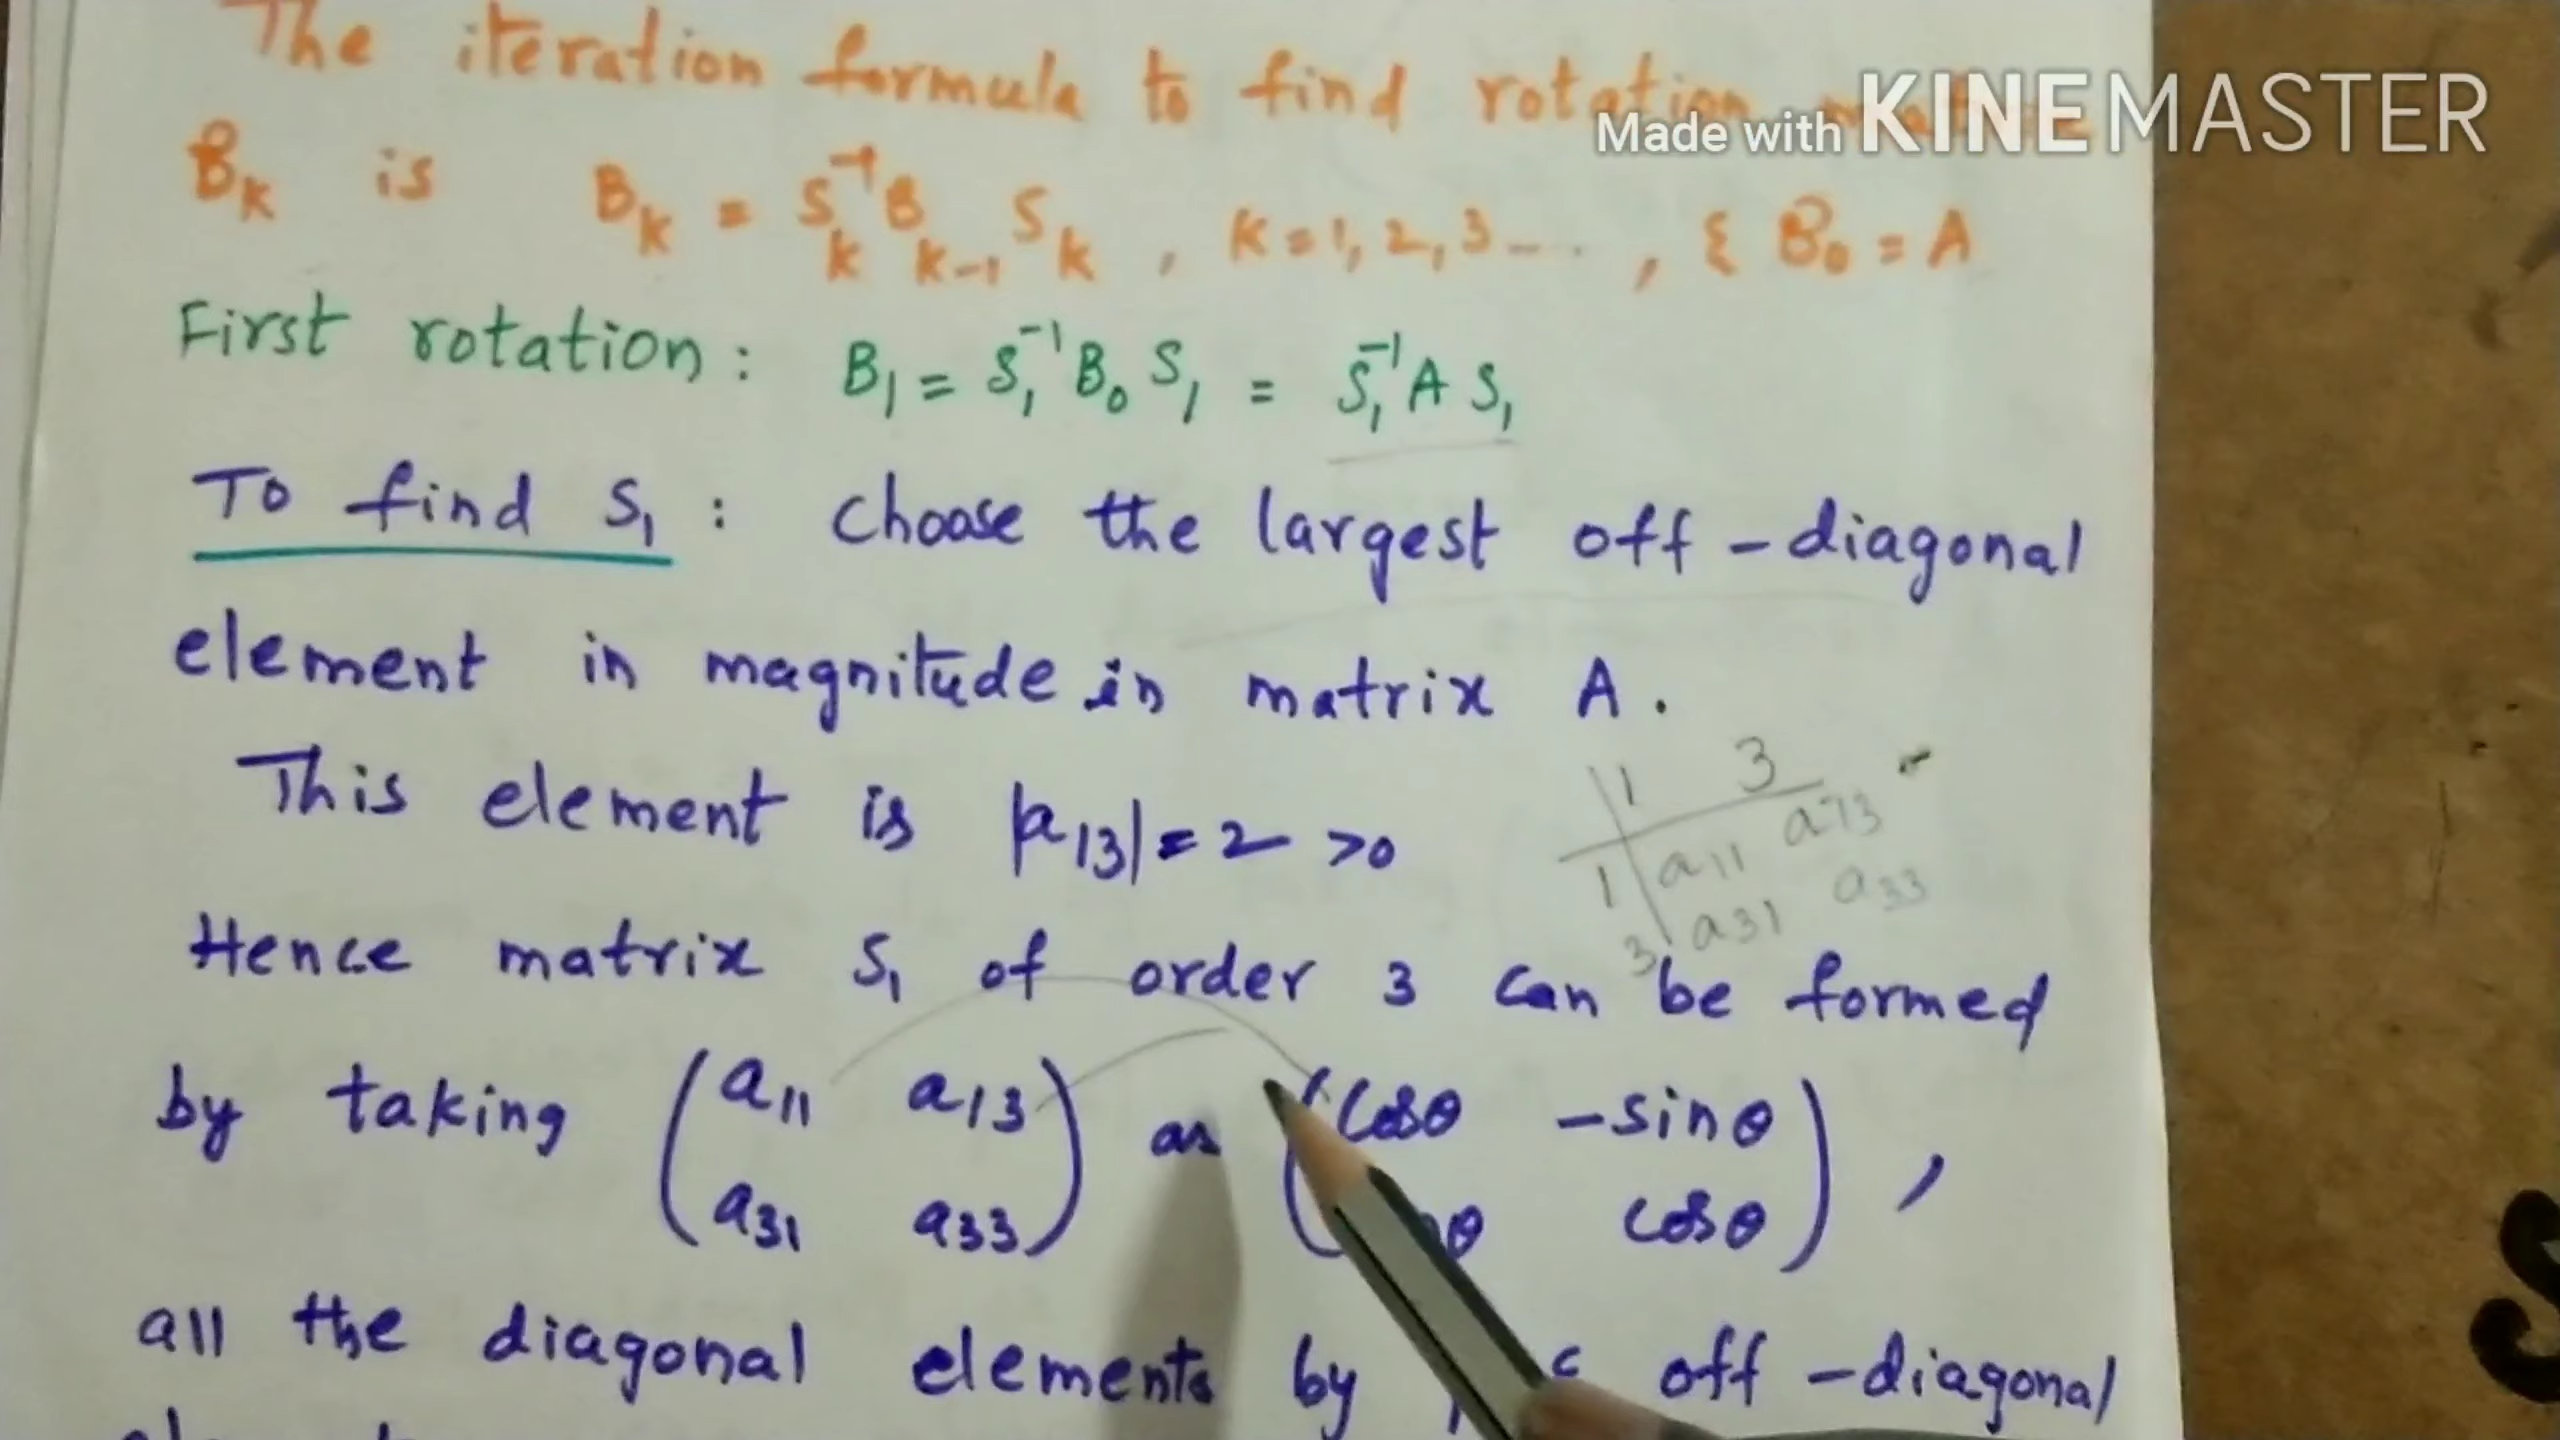 The iteration formula to find rotation
Made with KINEMASTER
Bk is Bk = Sk⁻¹ Bk-1 Sk , k=1,2,3-.. , { B₀ = A
First rotation: B₁ = S₁⁻¹ B₀ S₁ = S₁⁻¹ A S₁
To find S₁ : choose the largest off-diagonal
element in magnitude in matrix A.
This element is |a₁₃| = 2 >0
1 3
1 a₁₁ a₁₃
3 a₃₁ a₃₃
Hence matrix S₁ of order 3 can be formed
by taking (a₁₁ a₁₃) as (cosθ -sinθ) ,
a₃₁ a₃₃ θ cosθ
all the diagonal elements by off-diagonal